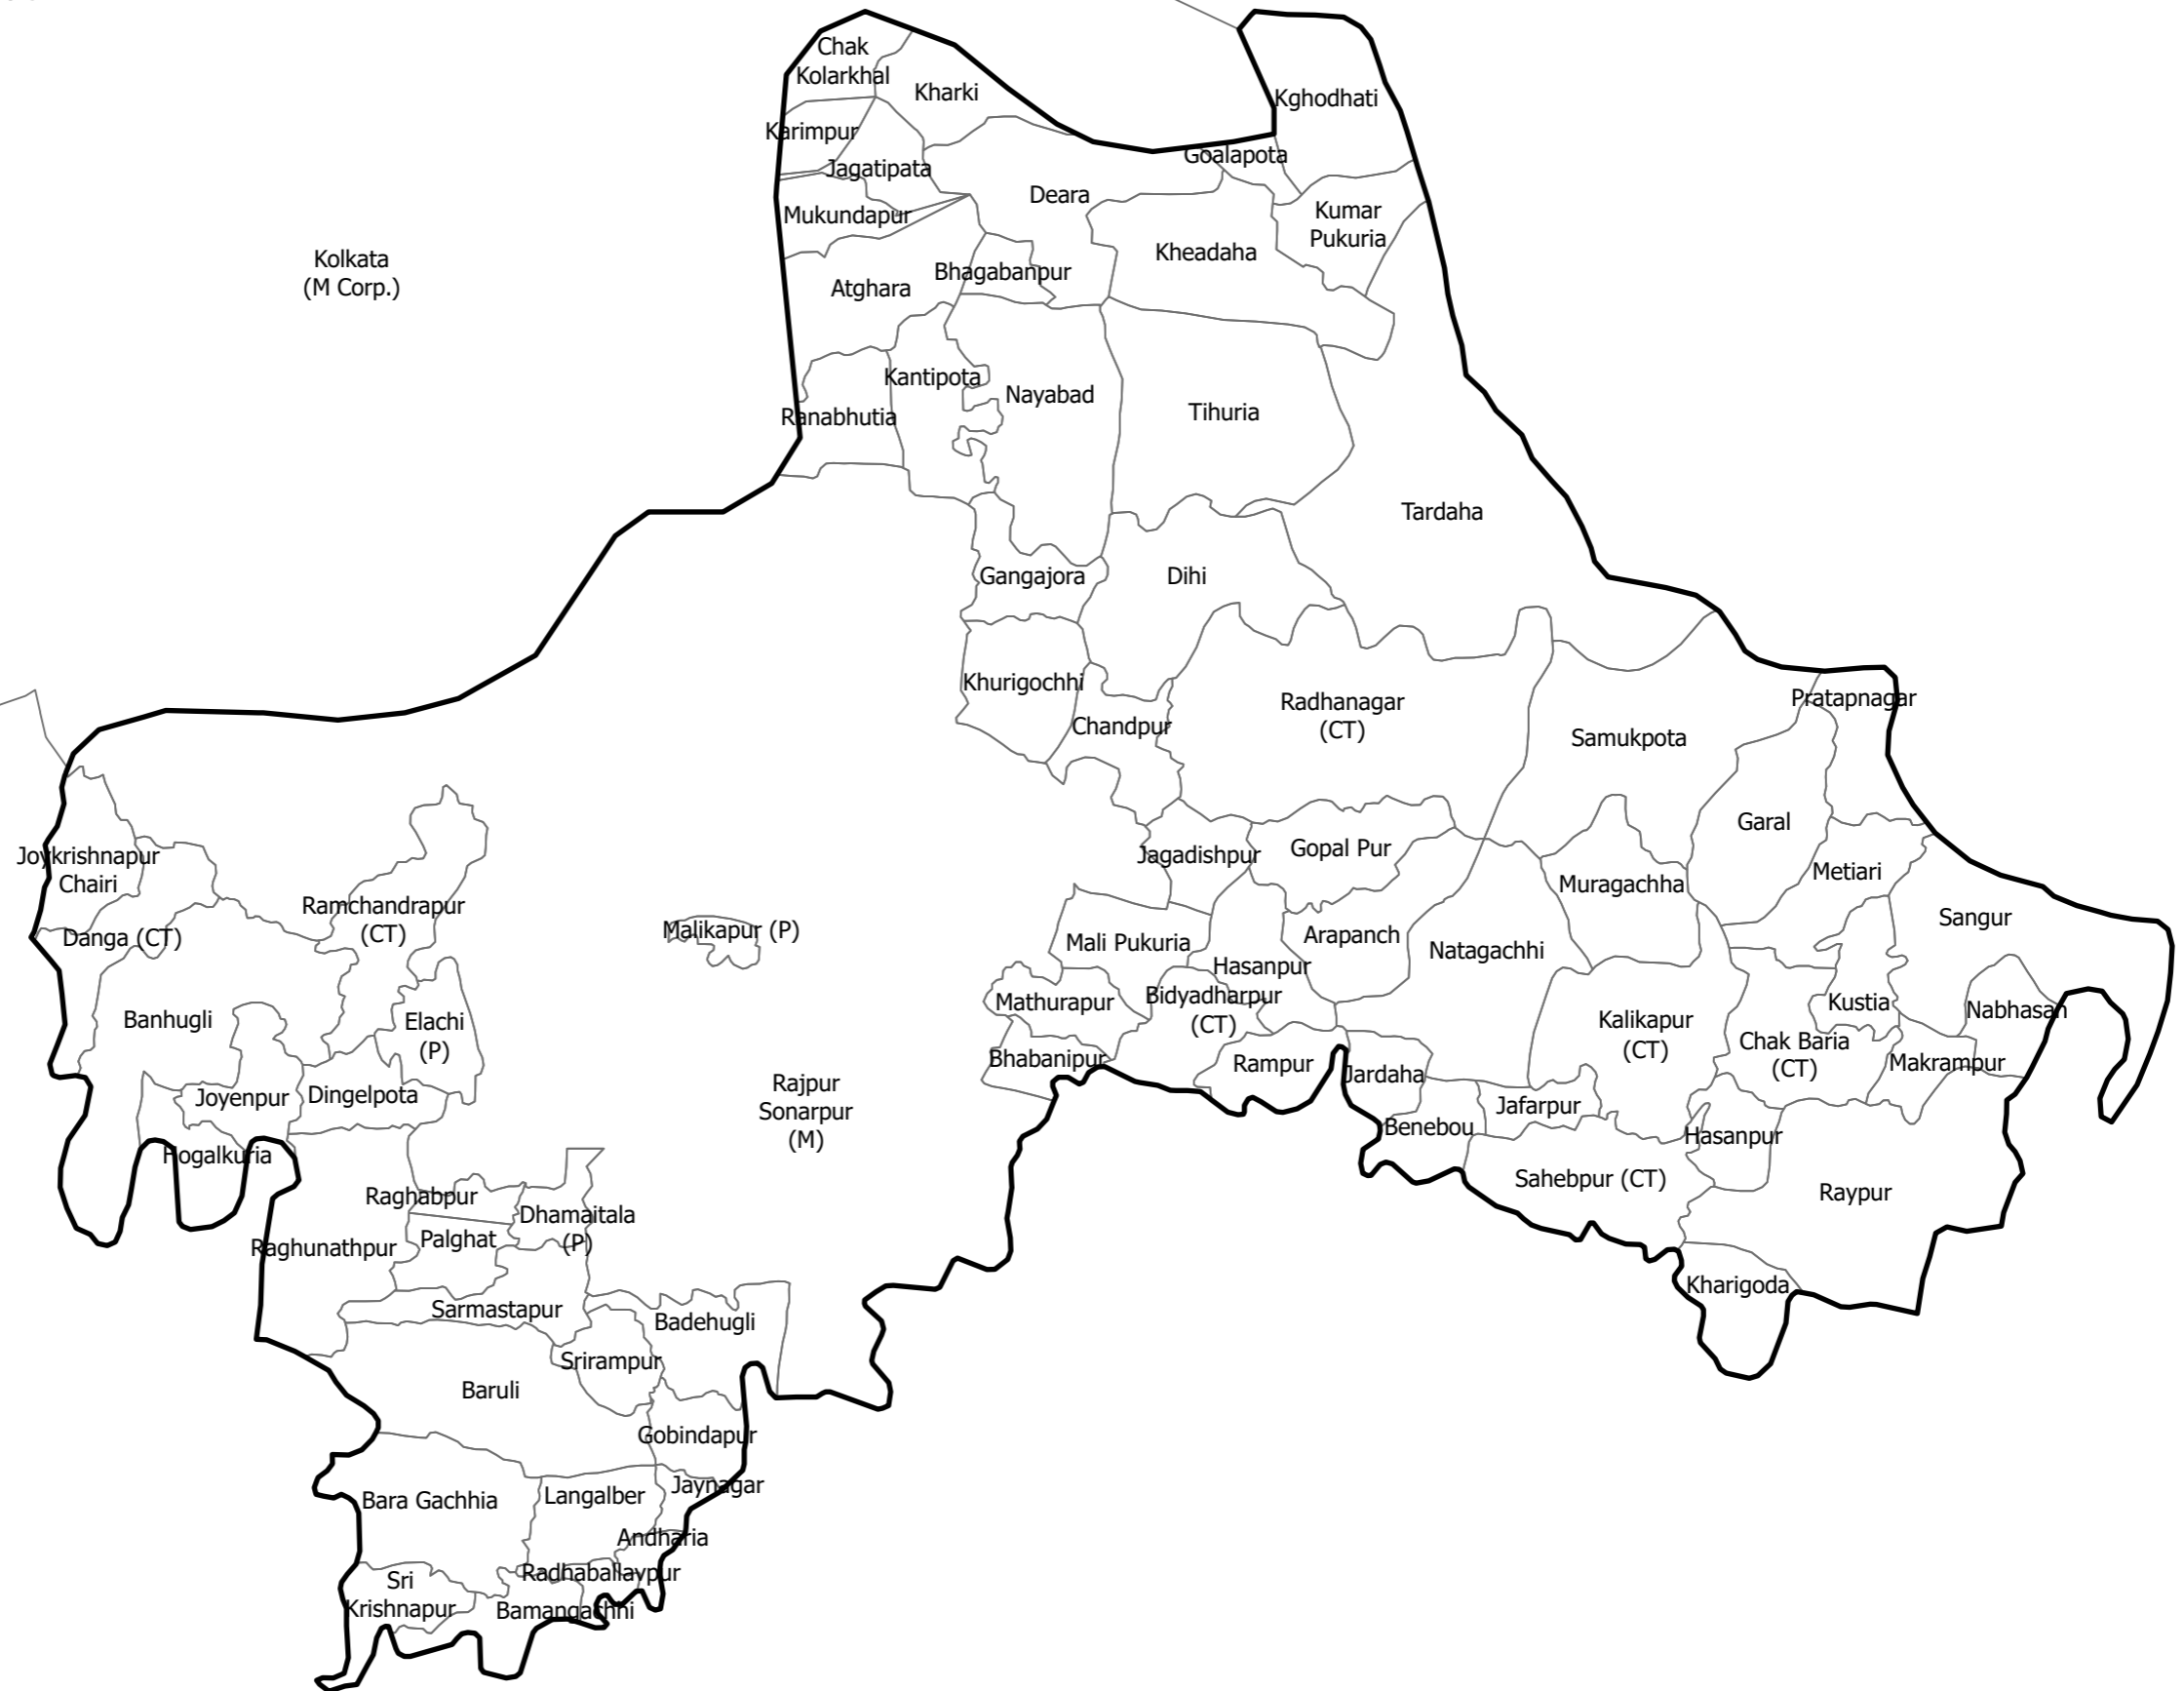 Chak
Kolarkhal
Kharki
Kghodhati
Karimpur
Goalapota
Jagatipata
Deara
Mukundapur
Kumar
Pukuria
Kheadaha
Kolkata
(M Corp.)
Bhagabanpur
Atghara
Kantipota
Nayabad
Ranabhutia
Tihuria
Tardaha
Gangajora
Dihi
Khurigochhi
Chandpur
Radhanagar
(CT)
Pratapnagar
Samukpota
Garal
Joykrishnapur
Chairi
Jagadishpur
Gopal Pur
Metiari
Muragachha
Ramchandrapur
(CT)
Danga (CT)
Malikapur (P)
Mali Pukuria
Arapanch
Natagachhi
Sangur
Hasanpur
Mathurapur
Bidyadharpur
(CT)
Kustia
Nabhasan
Banhugli
Elachi
(P)
Kalikapur
(CT)
Chak Baria
(CT)
Bhabanipur
Rampur
Jardaha
Makrampur
Joyenpur
Dingelpota
Rajpur
Sonarpur
(M)
Jafarpur
Benebou
Hasanpur
Hogalkuria
Sahebpur (CT)
Raypur
Raghabpur
Dhamaitala
(P)
Palghat
Raghunathpur
Kharigoda
Sarmastapur
Badehugli
Srirampur
Baruli
Gobindapur
Jaynagar
Bara Gachhia
Langalber
Andharia
Radhaballavpur
Sri
Krishnapur
Bamangachhi